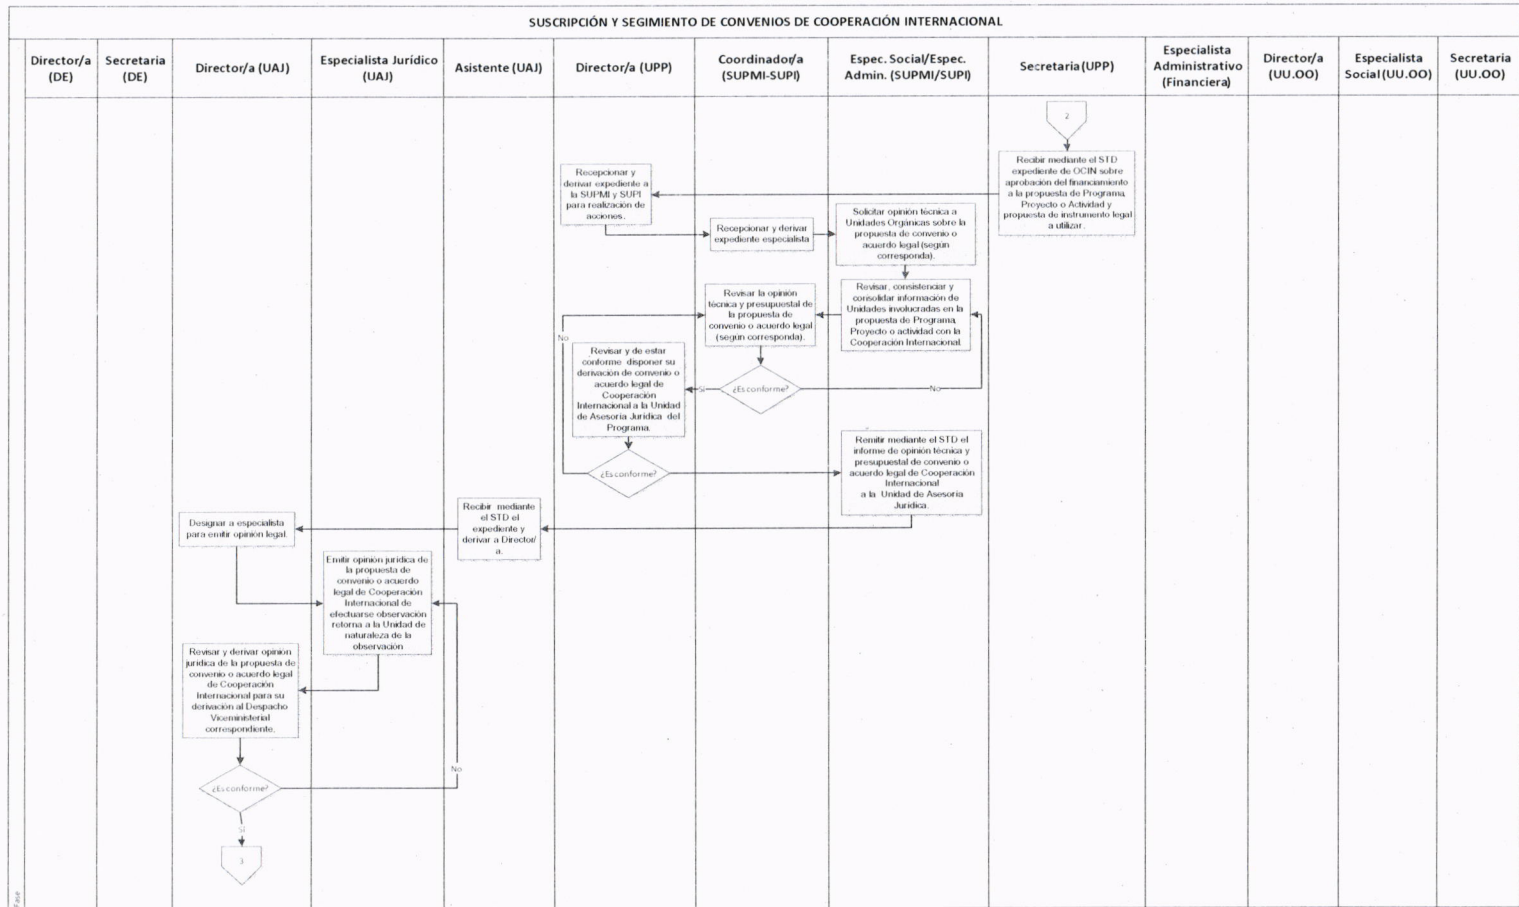 SUSCRIPCIÓN Y SEGIMIENTO DE CONVENIOS DE COOPERACIÓN INTERNACIONAL
Director/a
(DE)
Secretaria
(DE)
Director/a (UAJ)
Especialista Jurídico
(UAJ)
Asistente (UAJ)
Director/a (UPP)
Coordinador/a
(SUPMI-SUPI)
Espec. Social/Espec.
Admin. (SUPMI/SUPI)
Secretaria (UPP)
Especialista
Administrativo
(Financiera)
Director/a
(UU.OO)
Especialista
Social (UU.OO)
Secretaria
(UU.OO)
2
Recibir mediante el STD
expediente de OCIN sobre
aprobación del financiamiento
a la propuesta de Programa,
Proyecto o Actividad y
propuesta de instrumento legal
a utilizar.
Recepcionar y
derivar expediente a
la SUPMI y SUPI
para realización de
acciones.
Recepcionar y derivar
expediente especialista
Solicitar opinión técnica a
Unidades Orgánicas sobre la
propuesta de convenio o
acuerdo legal (según
corresponda).
Revisar, consistenciar y
consolidar información de
Unidades involucradas en la
propuesta de Programa,
Proyecto o actividad con la
Cooperación Internacional.
Revisar la opinión
técnica y presupuestal de
la propuesta de
convenio o acuerdo legal
(según corresponda).
¿Es conforme?
No
Sí
Revisar y de estar
conforme disponer su
derivación de convenio o
acuerdo legal de
Cooperación
Internacional a la Unidad
de Asesoría Jurídica del
Programa.
¿Es conforme?
No
Remitir mediante el STD el
informe de opinión técnica y
presupuestal de convenio o
acuerdo legal de Cooperación
Internacional
a la Unidad de Asesoría
Jurídica.
Recibir mediante
el STD el
expediente y
derivar a Director/
a.
Designar a especialista
para emitir opinión legal.
Emitir opinión jurídica de
la propuesta de
convenio o acuerdo
legal de Cooperación
Internacional de
efectuarse observación
retorna a la Unidad de
naturaleza de la
observación
Revisar y derivar opinión
jurídica de la propuesta de
convenio o acuerdo legal
de Cooperación
Internacional para su
derivación al Despacho
Viceministerial
correspondiente.
¿Es conforme?
No
Sí
3
Fase